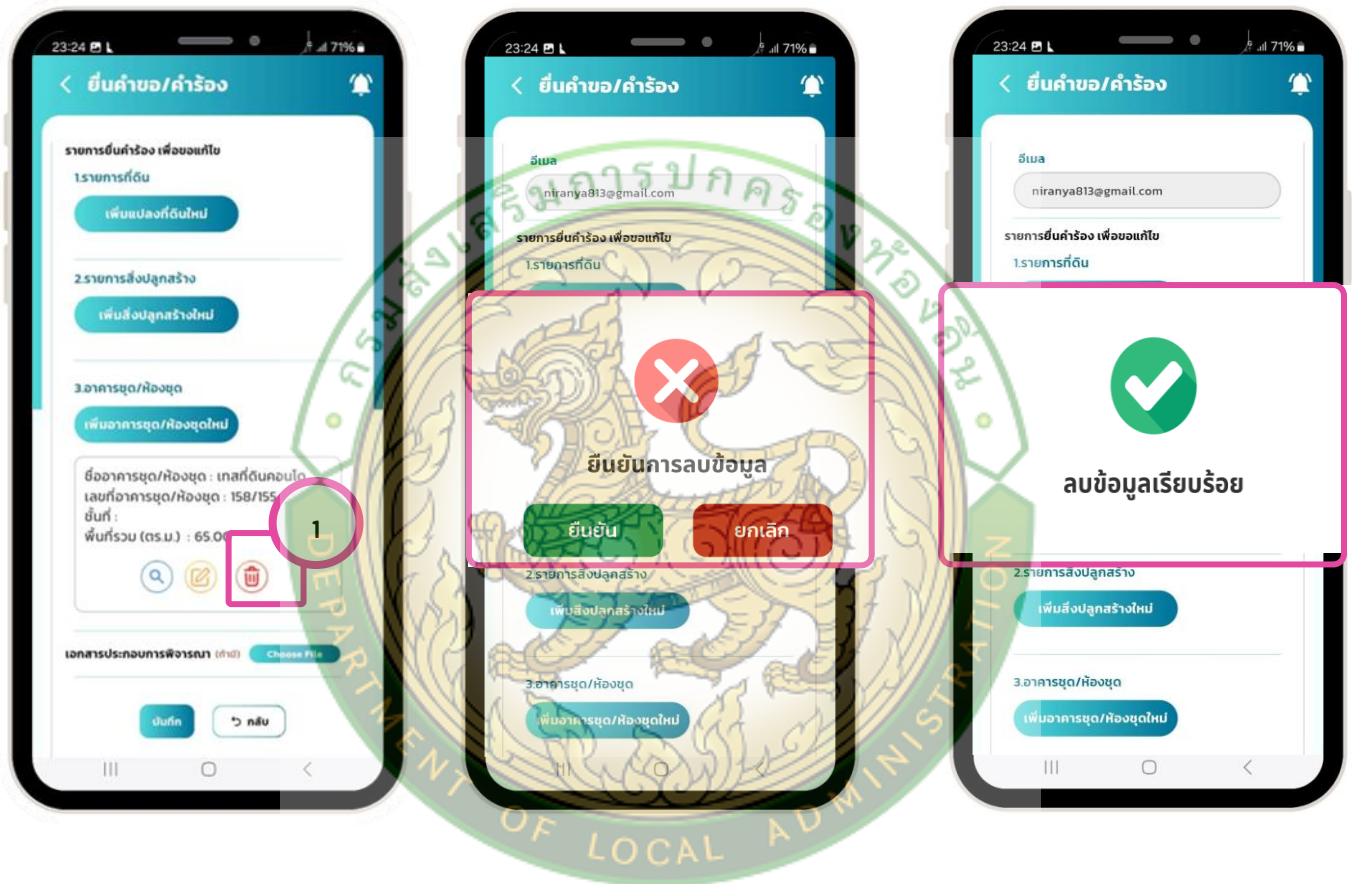 23:24
71%
ยื่นคำขอ/คำร้อง
รายการยื่นคำร้อง เพื่อขอแก้ไข
1.รายการที่ดิน
เพิ่มแปลงที่ดินใหม่
2.รายการสิ่งปลูกสร้าง
เพิ่มสิ่งปลูกสร้างใหม่
3.อาคารชุด/ห้องชุด
เพิ่มอาคารชุด/ห้องชุดใหม่
ชื่ออาคารชุด/ห้องชุด : เทสที่ดินคอนโด
เลขที่อาคารชุด/ห้องชุด : 158/155
ชั้นที่ :
พื้นที่รวม (ตร.ม.) : 65.00
1
เอกสารประกอบการพิจารณา (ถ้ามี) Choose File
บันทึก กลับ
23:24
71%
ยื่นคำขอ/คำร้อง
อีเมล
niranya813@gmail.com
รายการยื่นคำร้อง เพื่อขอแก้ไข
1.รายการที่ดิน
ยืนยันการลบข้อมูล
ยืนยัน ยกเลิก
2.รายการสิ่งปลูกสร้าง
เพิ่มสิ่งปลูกสร้างใหม่
3.อาคารชุด/ห้องชุด
เพิ่มอาคารชุด/ห้องชุดใหม่
23:24
71%
ยื่นคำขอ/คำร้อง
อีเมล
niranya813@gmail.com
รายการยื่นคำร้อง เพื่อขอแก้ไข
1.รายการที่ดิน
ลบข้อมูลเรียบร้อย
2.รายการสิ่งปลูกสร้าง
เพิ่มสิ่งปลูกสร้างใหม่
3.อาคารชุด/ห้องชุด
เพิ่มอาคารชุด/ห้องชุดใหม่
กรมส่งเสริมการปกครองท้องถิ่น
DEPARTMENT OF LOCAL ADMINISTRATION